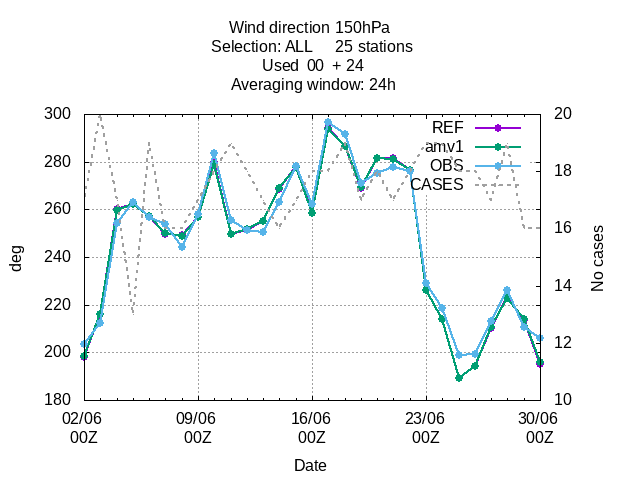 Wind direction 150hPa
Selection: ALL 25 stations
Used 00 + 24
Averaging window: 24h
300
280
260
240
220
200
180
deg
20
18
16
14
12
10
No cases
REF
amv1
OBS
CASES
02/06 09/06 16/06 23/06 30/06
00Z 00Z 00Z 00Z 00Z
Date